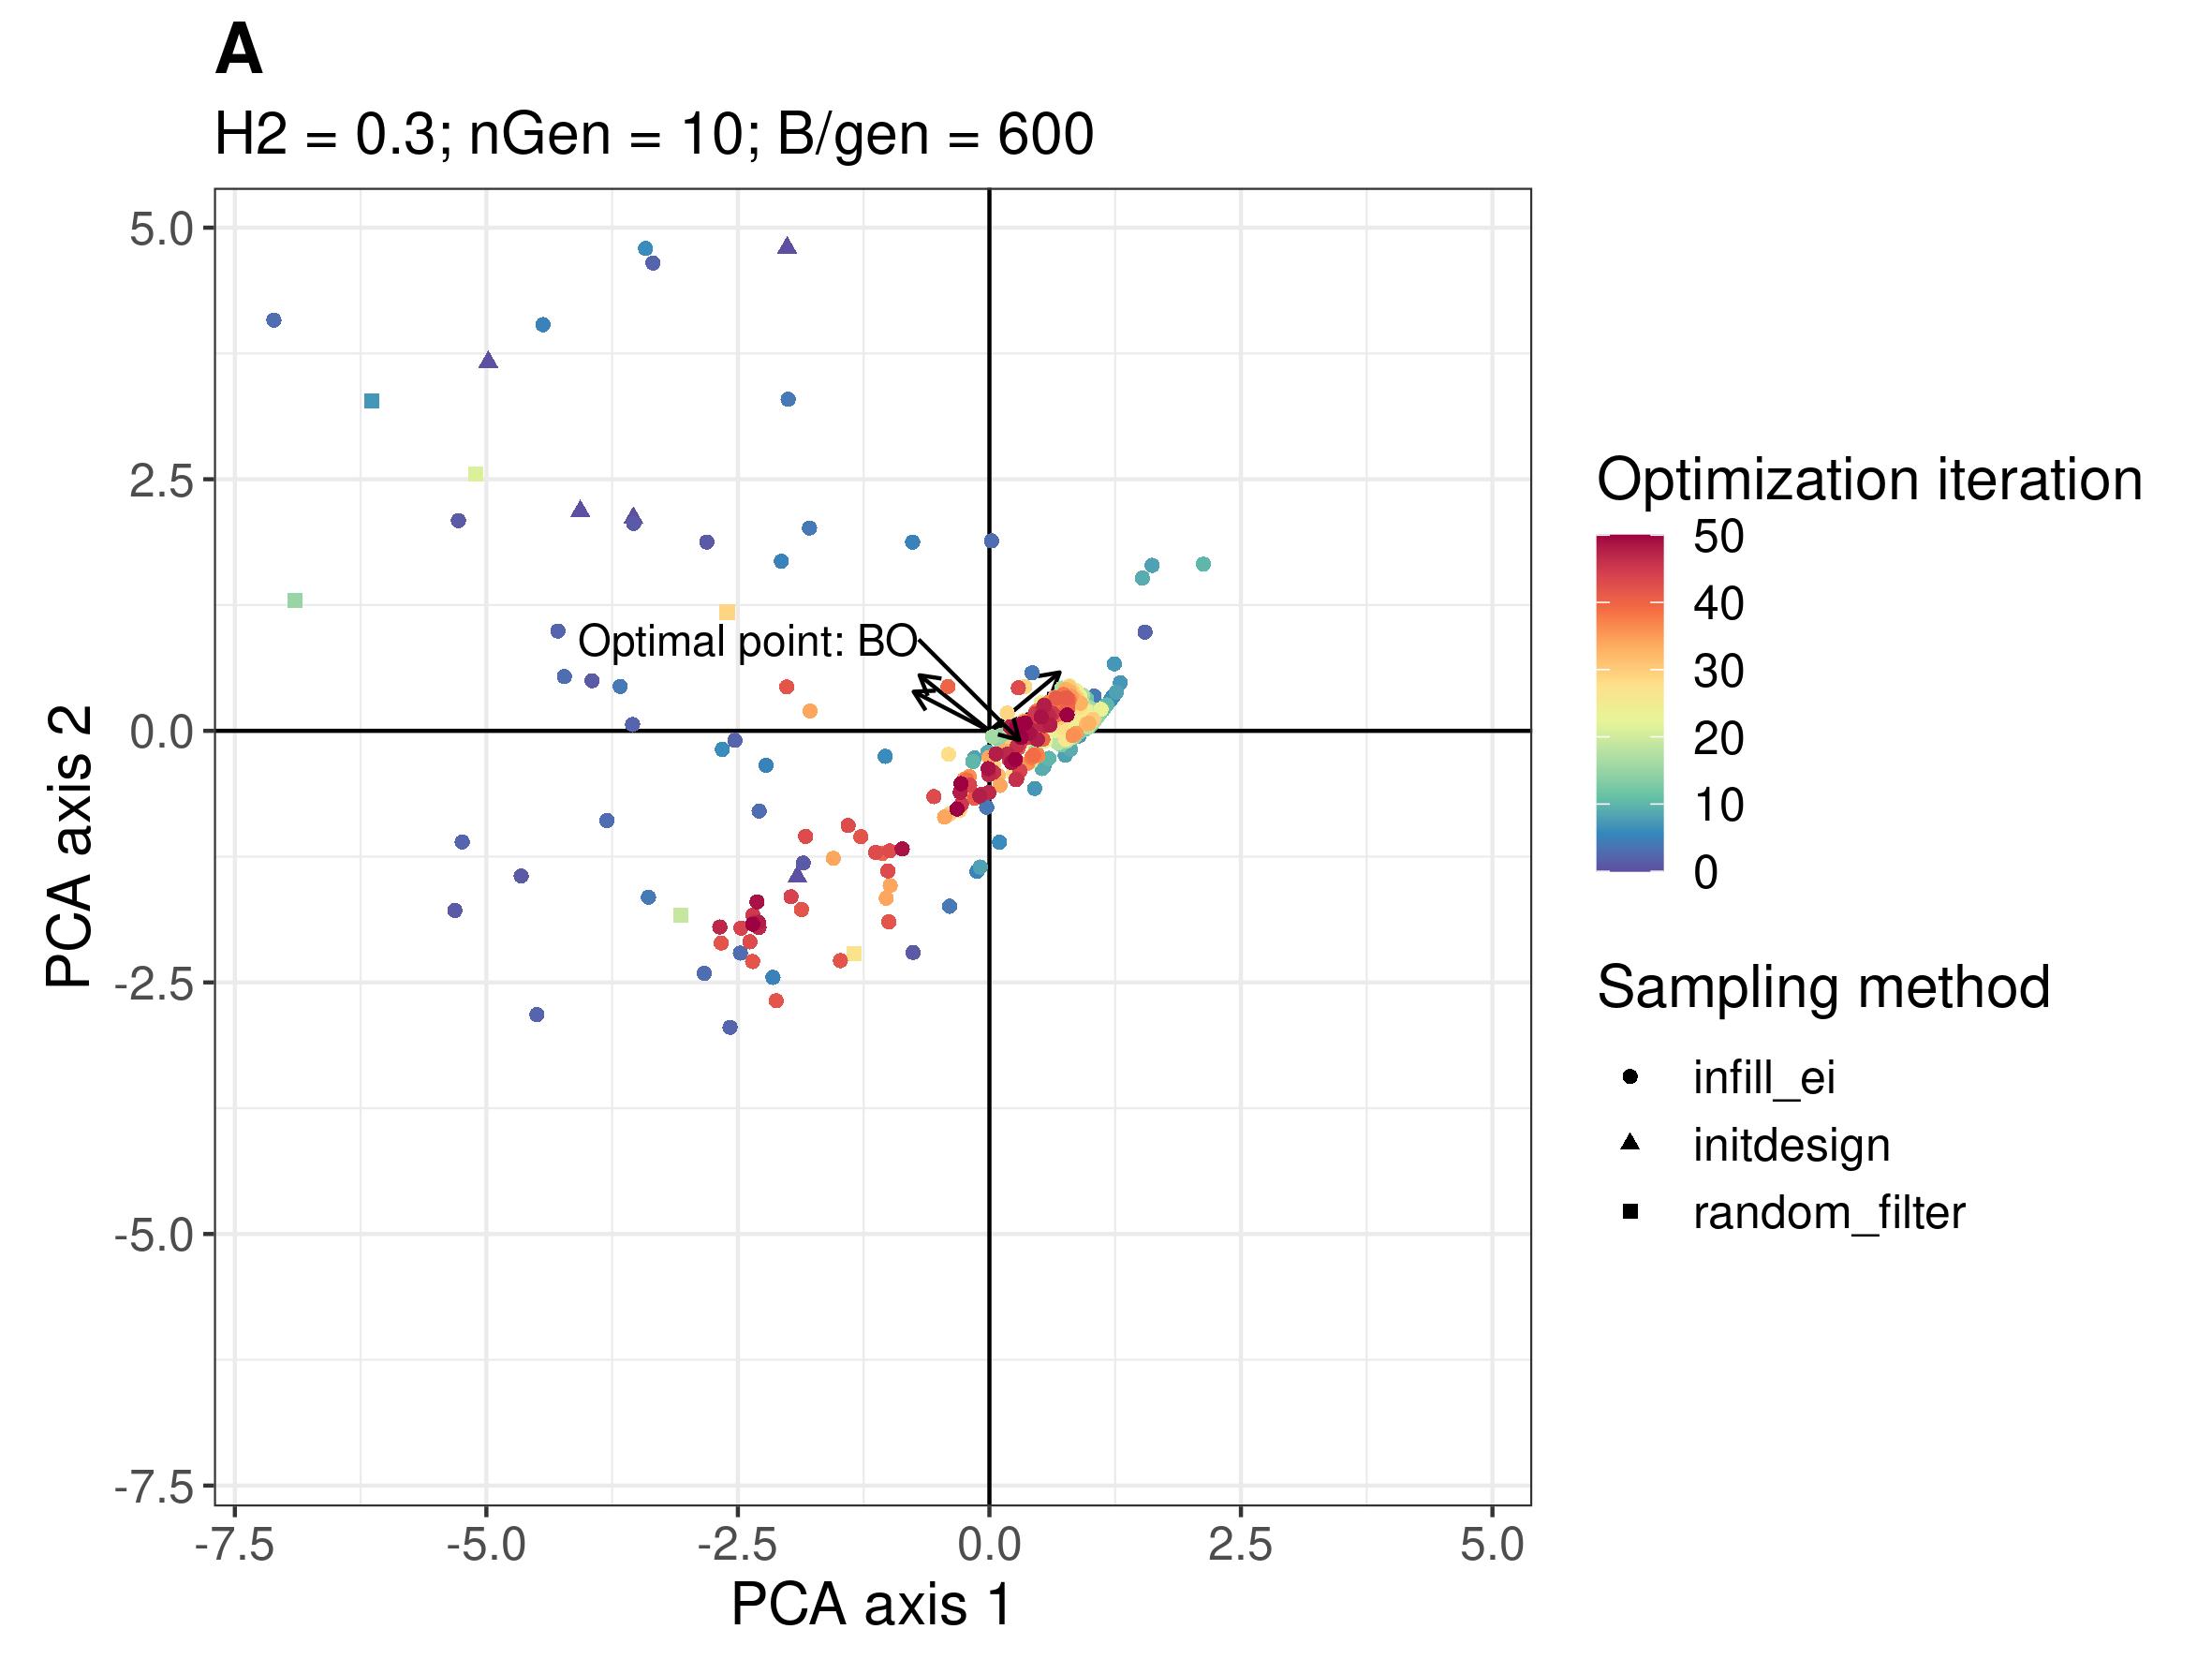 A
H2 = 0.3; nGen = 10; B/gen = 600
5.0
2.5
0.0
-2.5
-5.0
-7.5
PCA axis 2
Optimal point: BO
-7.5
-5.0
-2.5
0.0
2.5
5.0
PCA axis 1
Optimization iteration
50
40
30
20
10
0
Sampling method
infill_ei
initdesign
random_filter